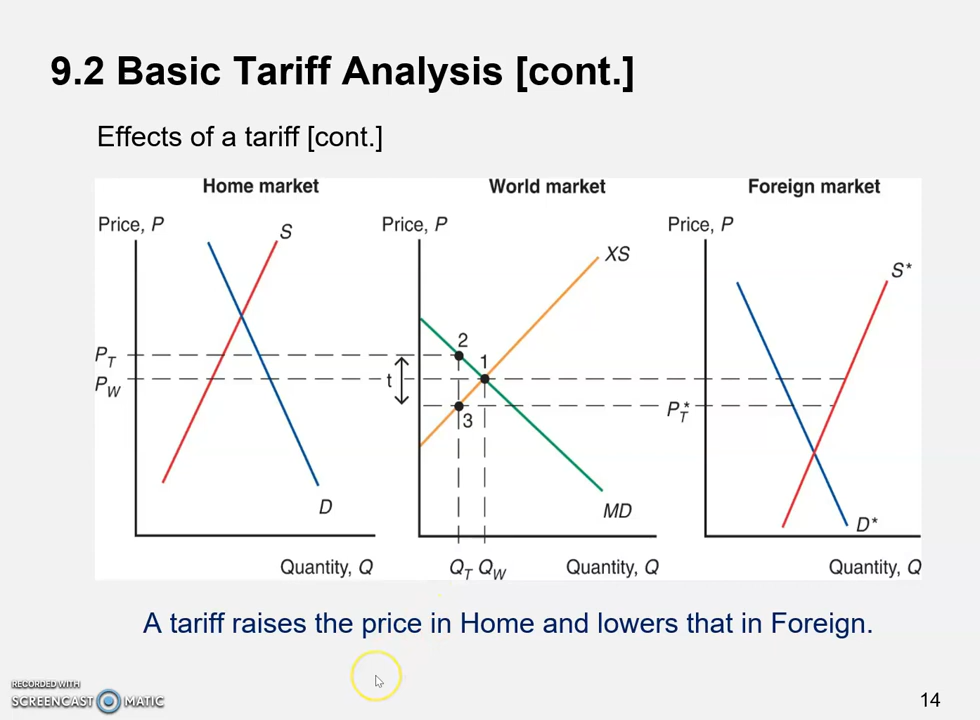 9.2 Basic Tariff Analysis [cont.]
Effects of a tariff [cont.]
Home market
World market
Foreign market
Price, P
Price, P
Price, P
S
XS
S*
2
1
P_T
P_W
t
3
P_T*
D
MD
D*
Quantity, Q
Q_T Q_W
Quantity, Q
Quantity, Q
A tariff raises the price in Home and lowers that in Foreign.
RECORDED WITH
SCREENCAST MATIC
14